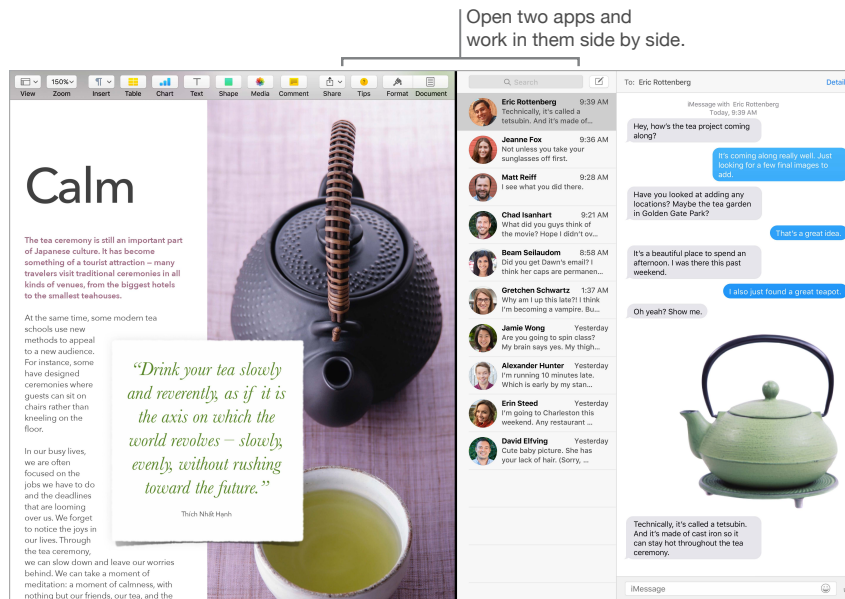 Open two apps and
work in them side by side.
150%
View
Zoom
Insert
Table
Chart
Text
Shape
Media
Comment
Share
Tips
Format
Document
Calm
The tea ceremony is still an important part
of Japanese culture. It has become
something of a tourist attraction – many
travelers visit traditional ceremonies in all
kinds of venues, from the biggest hotels
to the smallest teahouses.
At the same time, some modern tea
schools use new
methods to appeal
to a new audience.
For instance, some
have designed
ceremonies where
guests can sit on
chairs rather than
kneeling on the
floor.
In our busy lives,
we are often
focused on the
jobs we have to do
and the deadlines
that are looming
over us. We forget
to notice the joys in
our lives. Through
the tea ceremony,
we can slow down and leave our worries
behind. We can take a moment of
meditation: a moment of calmness, with
nothing but our friends, our tea, and the
“Drink your tea slowly
and reverently, as if it is
the axis on which the
world revolves – slowly,
evenly, without rushing
toward the future.”
Thích Nhất Hạnh
Search
Eric Rottenberg 9:39 AM
Technically, it's called a
tetsubin. And it's made of…
Jeanne Fox 9:36 AM
Not unless you take your
sunglasses off first.
Matt Reiff 9:28 AM
I see what you did there.
Chad Isanhart 9:21 AM
What did you guys think of
the movie? Hope I didn't ov…
Beam Seilaudom 8:58 AM
Did you get Dawn's email? I
think her caps are permanen…
Gretchen Schwartz 1:37 AM
Why am I up this late?! I think
I'm becoming a vampire. Bu…
Jamie Wong Yesterday
Are you going to spin class?
My brain says yes. My thigh…
Alexander Hunter Yesterday
I'm running 10 minutes late.
Which is early by my stan…
Erin Steed Yesterday
I'm going to Charleston this
weekend. Any restaurant …
David Elfving Yesterday
Cute baby picture. She has
your lack of hair. (Sorry, …
To: Eric Rottenberg
Detail
iMessage with Eric Rottenberg
Today, 9:39 AM
Hey, how's the tea project coming
along?
It's coming along really well. Just
looking for a few final images to
add.
Have you looked at adding any
locations? Maybe the tea garden
in Golden Gate Park?
That's a great idea.
It's a beautiful place to spend an
afternoon. I was there this past
weekend.
I also just found a great teapot.
Oh yeah? Show me.
Technically, it's called a tetsubin.
And it's made of cast iron so it
can stay hot throughout the tea
ceremony.
iMessage